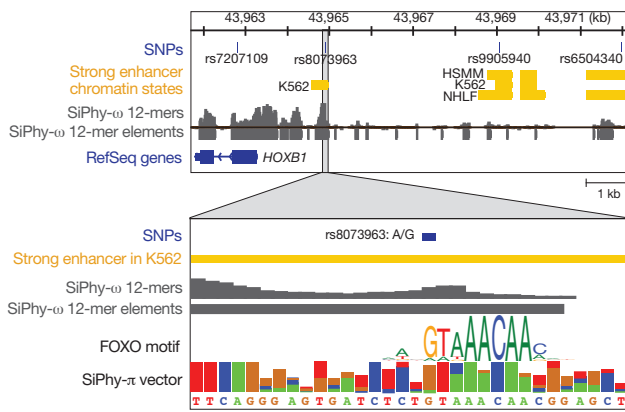 43,963 43,965 43,967 43,969 43,971 (kb)
SNPs
rs7207109 rs8073963 rs9905940 rs6504340
Strong enhancer chromatin states
K562
HSMM
K562
NHLF
SiPhy-ω 12-mers
SiPhy-ω 12-mer elements
RefSeq genes HOXB1
1 kb
SNPs rs8073963: A/G
Strong enhancer in K562
SiPhy-ω 12-mers
SiPhy-ω 12-mer elements
FOXO motif A GTAAACAAC
SiPhy-π vector
T T C A G G G A G T G A T C T C T G T A A A C A A C G G A G C T